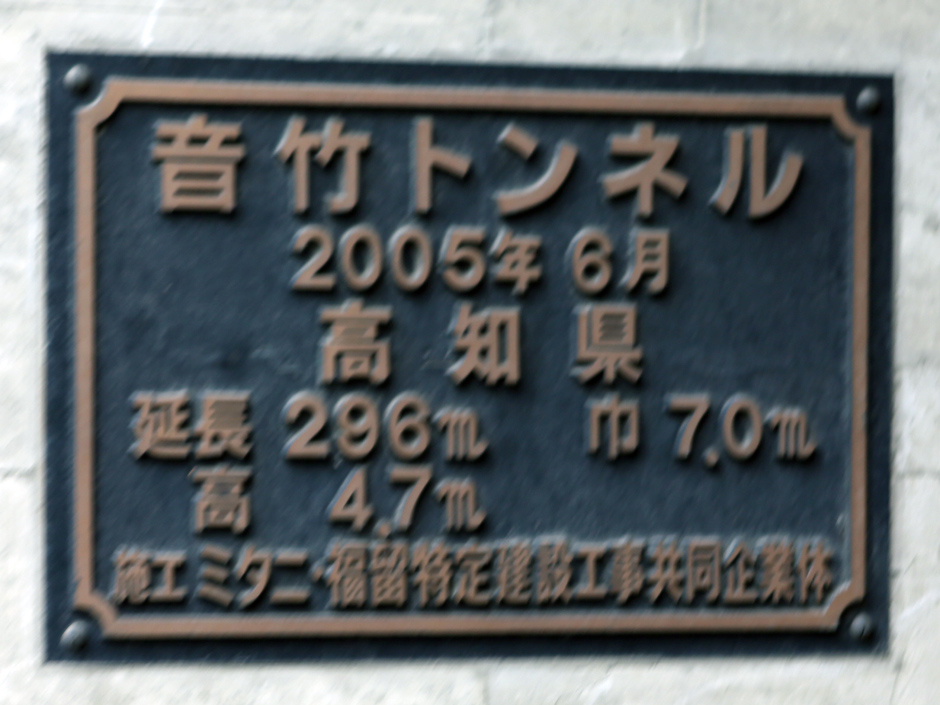 音竹トンネル
2005年6月
高知県
延長 296m 巾 7.0m
高 4.7m
施工 ミタニ・福留特定建設工事共同企業体